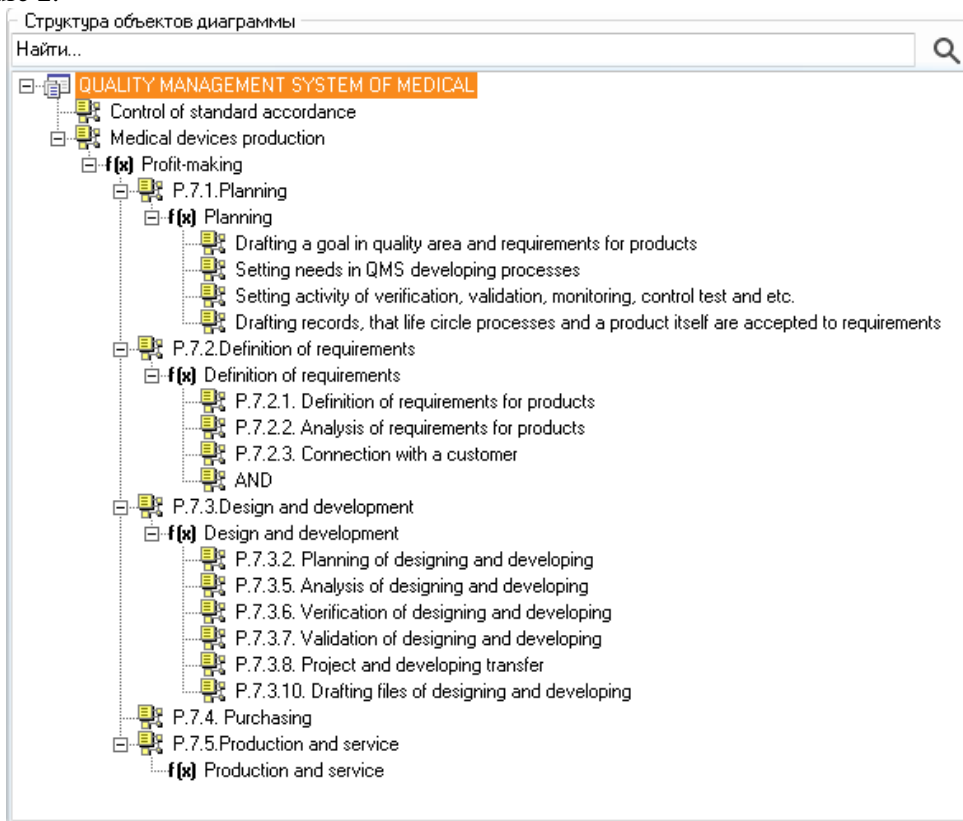 Структура объектов диаграммы
Найти...
QUALITY MANAGEMENT SYSTEM OF MEDICAL
Control of standard accordance
Medical devices production
f(x) Profit-making
P.7.1.Planning
f(x) Planning
Drafting a goal in quality area and requirements for products
Setting needs in QMS developing processes
Setting activity of verification, validation, monitoring, control test and etc.
Drafting records, that life circle processes and a product itself are accepted to requirements
P.7.2.Definition of requirements
f(x) Definition of requirements
P.7.2.1. Definition of requirements for products
P.7.2.2. Analysis of requirements for products
P.7.2.3. Connection with a customer
AND
P.7.3.Design and development
f(x) Design and development
P.7.3.2. Planning of designing and developing
P.7.3.5. Analysis of designing and developing
P.7.3.6. Verification of designing and developing
P.7.3.7. Validation of designing and developing
P.7.3.8. Project and developing transfer
P.7.3.10. Drafting files of designing and developing
P.7.4. Purchasing
P.7.5.Production and service
f(x) Production and service